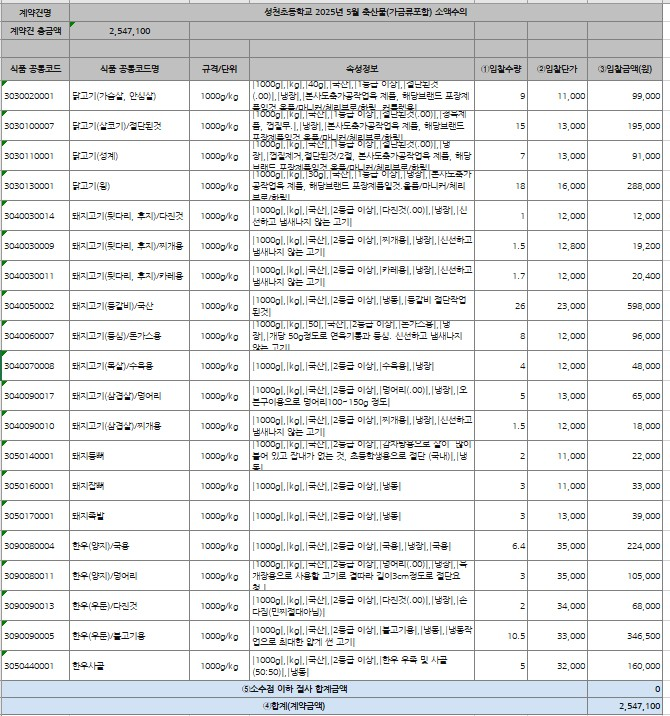 계약건명 성천초등학교 2025년 5월 축산물(가금류포함) 소액수의
계약건 총금액 2,547,100
식품 공통코드 식품 공통코드명 규격/단위 속성정보 ①입찰수량 ②입찰단가 ③입찰금액(원)
3030020001 닭고기(가슴살, 안심살) 1000g/kg |1000g|,|kg|,|40g|,|국산|,|1등급 이상|,|절단된것
(.00)|,|냉장|,|본사도축가공작업육 제품, 해당브랜드 포장제
품일것.올품/마니커/체리부로/하림, 커틀렛용| 9 11,000 99,000
3030100007 닭고기(살코기)/절단된것 1000g/kg |1000g|,|kg|,|국산|,|1등급 이상|,|절단된것(.00)|,|정육제
품, 껍질무.|,|냉장|,|본사도축가공작업육 제품, 해당브랜드
포장제품일것.올품/마니커/체리부로/하림| 15 13,000 195,000
3030110001 닭고기(성계) 1000g/kg |1000g|,|kg|,|국산|,|1등급 이상|,|절단된것(.00)|,|냉
장|,|껍질제거,절단된것/2절, 본사도축가공작업육 제품, 해당
브랜드 포장제품일것.올품/마니커/체리부로/하림| 7 13,000 91,000
3030130001 닭고기(윙) 1000g/kg |1000g|,|kg|,|30g|,|국산|,|1등급 이상|,|냉장|,|본사도축가
공작업육 제품, 해당브랜드 포장제품일것.올품/마니커/체리
부로/하림| 18 16,000 288,000
3040030014 돼지고기(뒷다리, 후지)/다진것 1000g/kg |1000g|,|kg|,|국산|,|2등급 이상|,|다진것(.00)|,|냉장|,|신
선하고 냄새나지 않는 고기| 1 12,000 12,000
3040030009 돼지고기(뒷다리, 후지)/찌개용 1000g/kg |1000g|,|kg|,|국산|,|2등급 이상|,|찌개용|,|냉장|,|신선하고
냄새나지 않는 고기| 1.5 12,800 19,200
3040030011 돼지고기(뒷다리, 후지)/카레용 1000g/kg |1000g|,|kg|,|국산|,|2등급 이상|,|카레용|,|냉장|,|신선하고
냄새나지 않는 고기| 1.7 12,000 20,400
3040050002 돼지고기(등갈비)/국산 1000g/kg |1000g|,|kg|,|국산|,|2등급 이상|,|냉동|,|등갈비 절단작업
된것| 26 23,000 598,000
3040060007 돼지고기(등심)/돈가스용 1000g/kg |1000g|,|kg|,|50|,|국산|,|2등급 이상|,|돈가스용|,|냉
장|,|개당 50g정도로 연육기통과 등심. 신선하고 냄새나지
않는 고기| 8 12,000 96,000
3040070008 돼지고기(목살)/수육용 1000g/kg |1000g|,|kg|,|국산|,|2등급 이상|,|수육용|,|냉장| 4 12,000 48,000
3040090017 돼지고기(삼겹살)/덩어리 1000g/kg |1000g|,|kg|,|국산|,|2등급 이상|,|덩어리(.00)|,|냉장|,|오
븐구이용으로 덩어리100-150g 정도| 5 13,000 65,000
3040090010 돼지고기(삼겹살)/찌개용 1000g/kg |1000g|,|kg|,|국산|,|2등급 이상|,|찌개용|,|냉장|,|신선하고
냄새나지 않는 고기| 1.5 12,000 18,000
3050140001 돼지등뼈 1000g/kg |1000g|,|kg|,|국산|,|2등급 이상|,|감자탕용으로 살이 많이
붙어 있고 잡내가 없는 것, 초등학생용으로 절단 (국내)|,|냉
동| 2 11,000 22,000
3050160001 돼지잡뼈 1000g/kg |1000g|,|kg|,|국산|,|2등급 이상|,|냉동| 3 11,000 33,000
3050170001 돼지족발 1000g/kg |1000g|,|kg|,|국산|,|2등급 이상|,|냉동| 3 13,000 39,000
3090080004 한우(양지)/국용 1000g/kg |1000g|,|kg|,|국산|,|2등급 이상|,|국용|,|냉장|,|국용| 6.4 35,000 224,000
3090080011 한우(양지)/덩어리 1000g/kg |1000g|,|kg|,|국산|,|2등급 이상|,|덩어리(.00)|,|냉장|,|육
개장용으로 사용할 고기로 결따라 길이3cm정도로 절단요
청.| 3 35,000 105,000
3090090013 한우(우둔)/다진것 1000g/kg |1000g|,|kg|,|국산|,|2등급 이상|,|다진것(.00)|,|냉장|,|손
다짐(민찌절대아님)| 2 34,000 68,000
3090090005 한우(우둔)/불고기용 1000g/kg |1000g|,|kg|,|국산|,|2등급 이상|,|불고기용|,|냉동|,|냉동작
업으로 최대한 얇게 썬 고기| 10.5 33,000 346,500
3050440001 한우사골 1000g/kg |1000g|,|kg|,|국산|,|2등급 이상|,|한우 우족 및 사골
(50:50)|,|냉동| 5 32,000 160,000
⑤소수점 이하 절사 합계금액 0
④합계(계약금액) 2,547,100